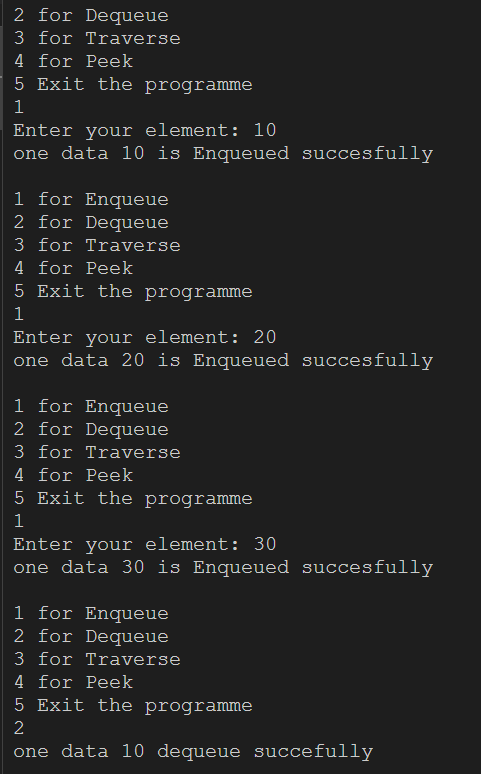 2 for Dequeue
3 for Traverse
4 for Peek
5 Exit the programme
1
Enter your element: 10
one data 10 is Enqueued succesfully
1 for Enqueue
2 for Dequeue
3 for Traverse
4 for Peek
5 Exit the programme
1
Enter your element: 20
one data 20 is Enqueued succesfully
1 for Enqueue
2 for Dequeue
3 for Traverse
4 for Peek
5 Exit the programme
1
Enter your element: 30
one data 30 is Enqueued succesfully
1 for Enqueue
2 for Dequeue
3 for Traverse
4 for Peek
5 Exit the programme
2
one data 10 dequeue succefully